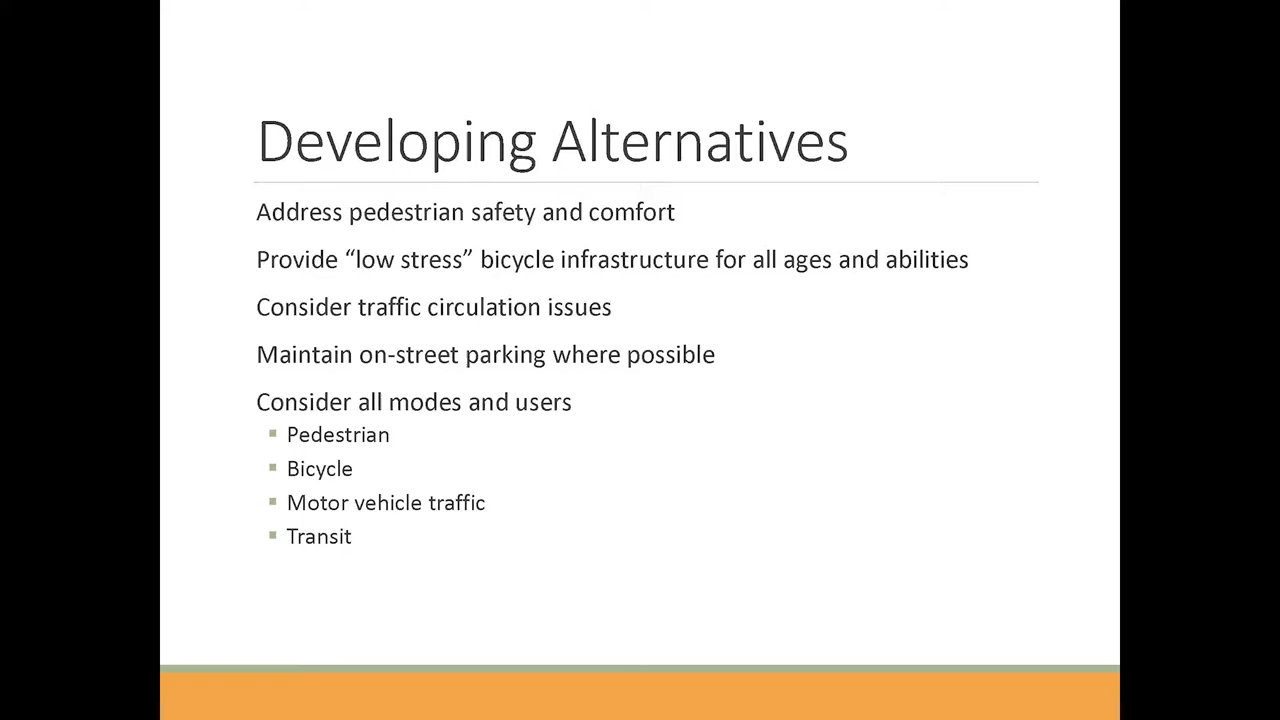 Developing Alternatives
Address pedestrian safety and comfort
Provide “low stress” bicycle infrastructure for all ages and abilities
Consider traffic circulation issues
Maintain on-street parking where possible
Consider all modes and users
▪ Pedestrian
▪ Bicycle
▪ Motor vehicle traffic
▪ Transit